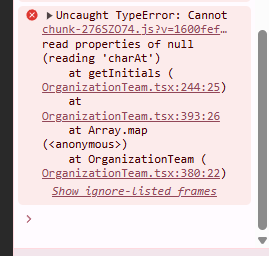 Uncaught TypeError: Cannot
chunk-276SZO74.js?v=1600fef…
read properties of null
(reading 'charAt')
at getInitials (
OrganizationTeam.tsx:244:25)
at
OrganizationTeam.tsx:393:26
at Array.map
(<anonymous>)
at OrganizationTeam (
OrganizationTeam.tsx:380:22)
Show ignore-listed frames